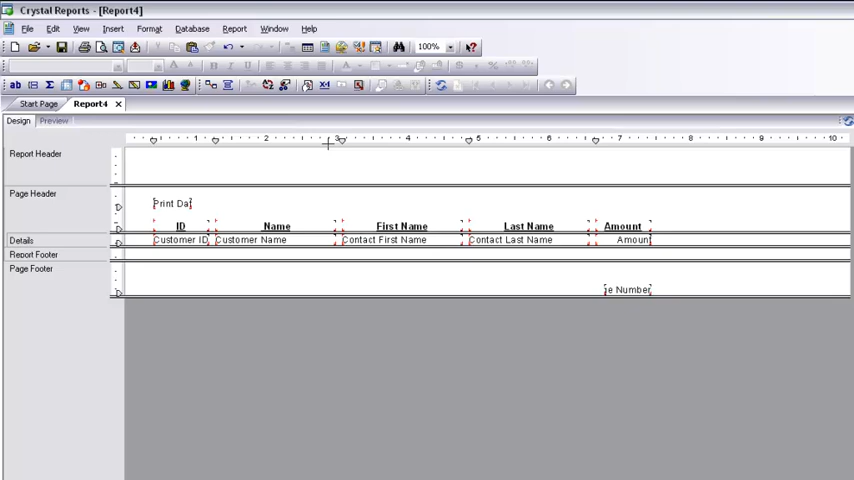 Crystal Reports - [Report4]
File Edit View Insert Format Database Report Window Help
100%
Start Page Report4
Design Preview
1 2 3 4 5 6 7 8 9 10
Report Header
Page Header
Print Da
ID Name First Name Last Name Amount
Details Customer ID Customer Name Contact First Name Contact Last Name Amoun
Report Footer
Page Footer
e Number